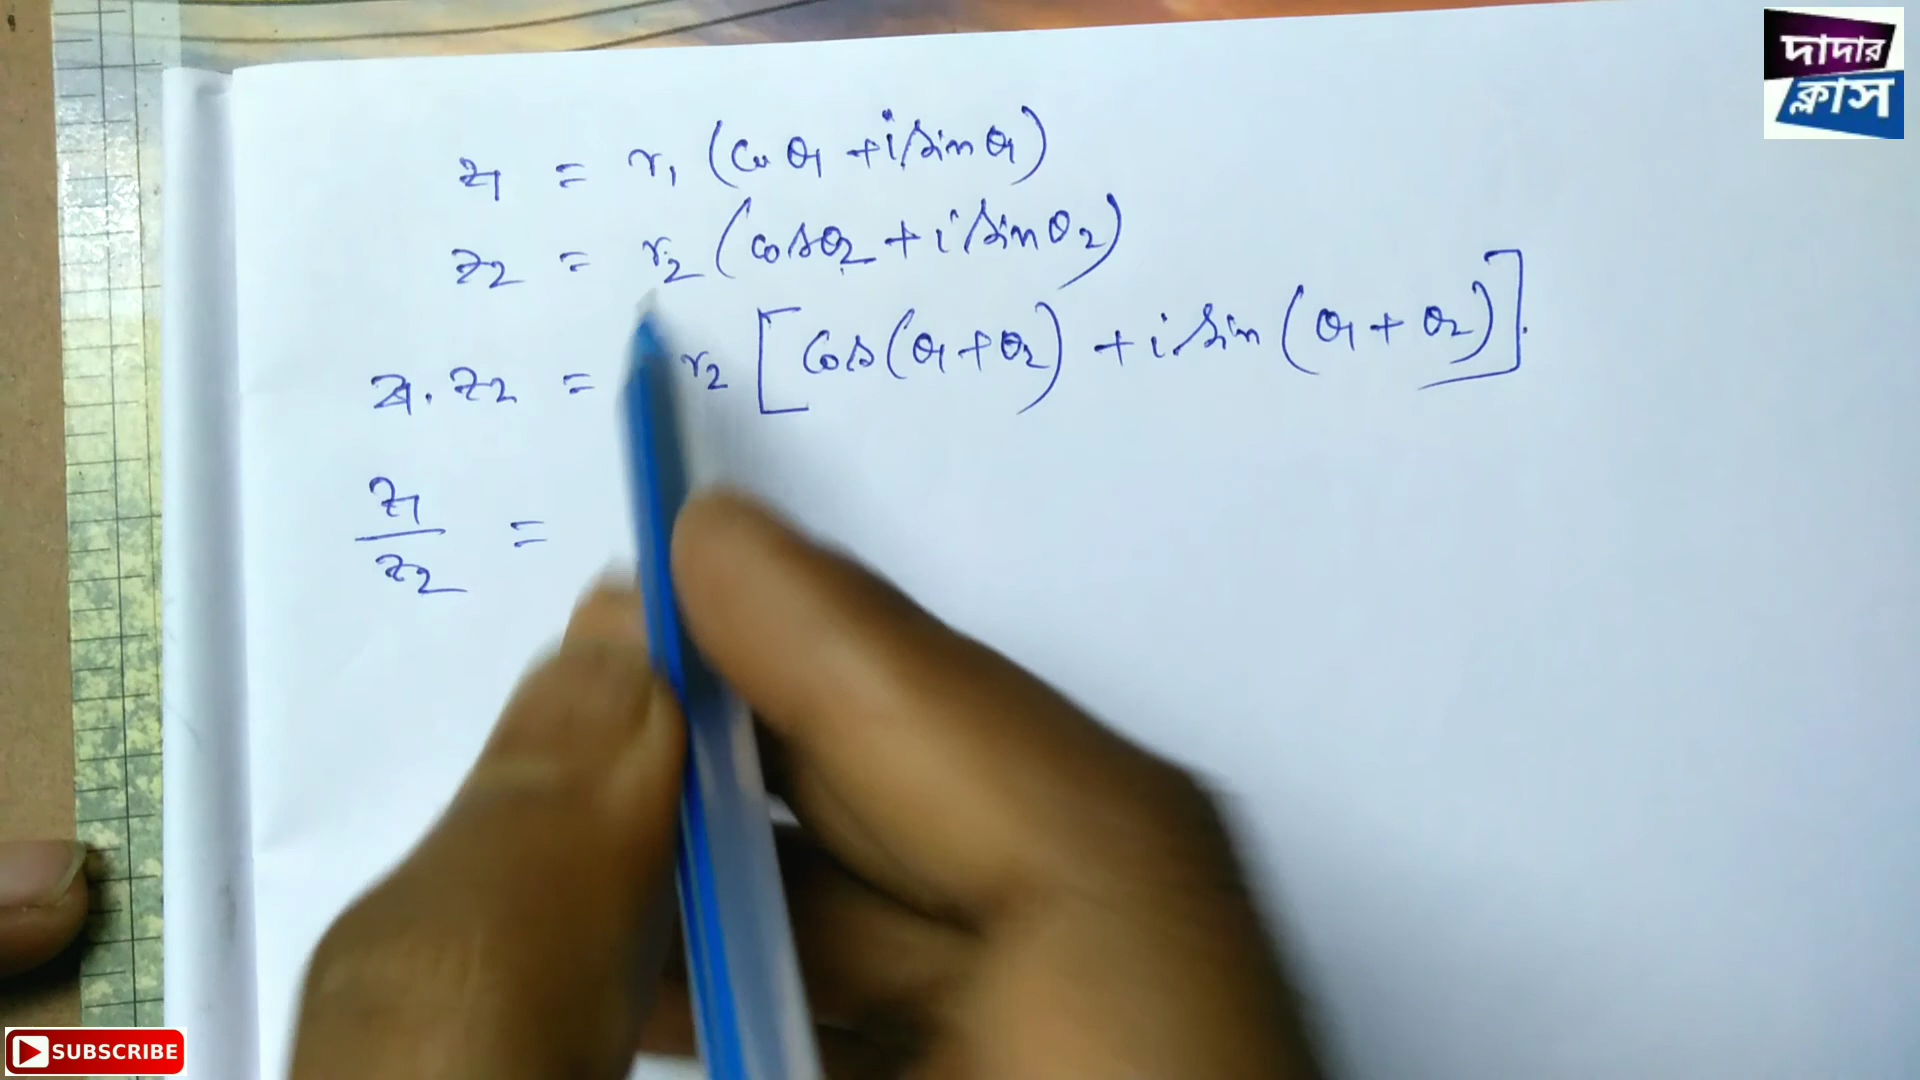 দাদার
ক্লাস
z₁ = r₁ (cos θ₁ + i sin θ₁)
z₂ = r₂ (cos θ₂ + i sin θ₂)
z₁ . z₂ = r₂ [cos (θ₁ + θ₂) + i sin (θ₁ + θ₂)].
z₁/z₂ =
SUBSCRIBE